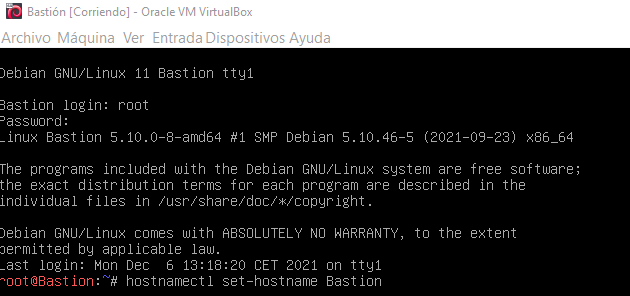 Bastión [Corriendo] - Oracle VM VirtualBox
Archivo Máquina Ver Entrada Dispositivos Ayuda
Debian GNU/Linux 11 Bastion tty1
Bastion login: root
Password:
Linux Bastion 5.10.0-8-amd64 #1 SMP Debian 5.10.46-5 (2021-09-23) x86_64
The programs included with the Debian GNU/Linux system are free software;
the exact distribution terms for each program are described in the
individual files in /usr/share/doc/*/copyright.
Debian GNU/Linux comes with ABSOLUTELY NO WARRANTY, to the extent
permitted by applicable law.
Last login: Mon Dec  6 13:18:20 CET 2021 on tty1
root@Bastion:~# hostnamectl set-hostname Bastion